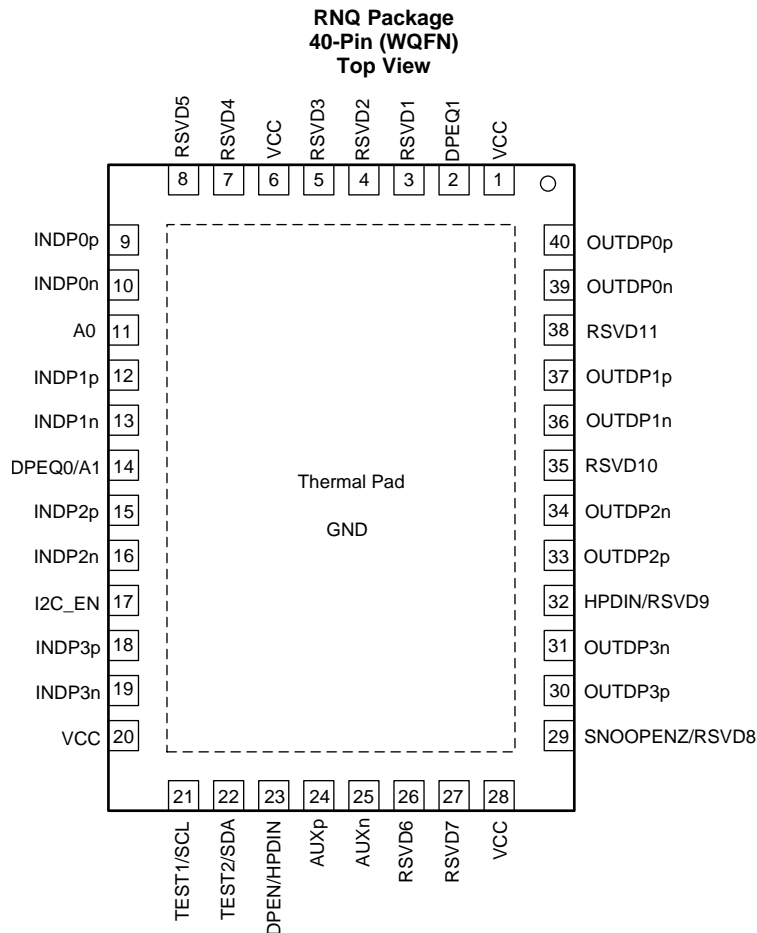 RNQ Package
40-Pin (WQFN)
Top View
RSVD5
RSVD4
VCC
RSVD3
RSVD2
RSVD1
DPEQ1
VCC
8
7
6
5
4
3
2
1
INDP0p 9
INDP0n 10
A0 11
INDP1p 12
INDP1n 13
DPEQ0/A1 14
INDP2p 15
INDP2n 16
I2C_EN 17
INDP3p 18
INDP3n 19
VCC 20
Thermal Pad
GND
40 OUTDP0p
39 OUTDP0n
38 RSVD11
37 OUTDP1p
36 OUTDP1n
35 RSVD10
34 OUTDP2n
33 OUTDP2p
32 HPDIN/RSVD9
31 OUTDP3n
30 OUTDP3p
29 SNOOPENZ/RSVD8
21
22
23
24
25
26
27
28
TEST1/SCL
TEST2/SDA
DPEN/HPDIN
AUXp
AUXn
RSVD6
RSVD7
VCC